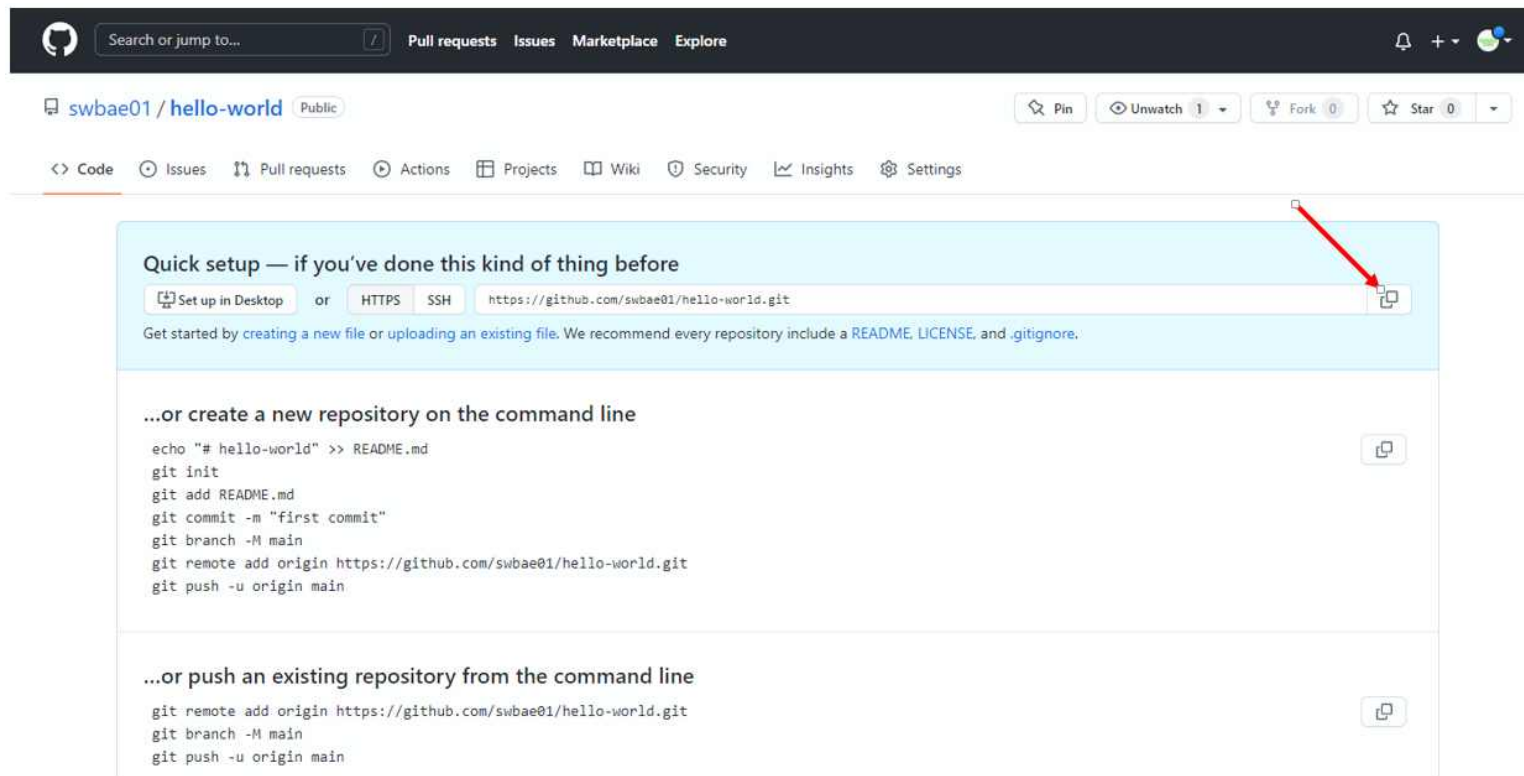 Search or jump to... / Pull requests Issues Marketplace Explore
swbae01 / hello-world Public Pin Unwatch 1 Fork 0 Star 0
<> Code Issues Pull requests Actions Projects Wiki Security Insights Settings
Quick setup — if you've done this kind of thing before
Set up in Desktop or HTTPS SSH https://github.com/swbae01/hello-world.git
Get started by creating a new file or uploading an existing file. We recommend every repository include a README, LICENSE, and .gitignore.
...or create a new repository on the command line
echo "# hello-world" >> README.md
git init
git add README.md
git commit -m "first commit"
git branch -M main
git remote add origin https://github.com/swbae01/hello-world.git
git push -u origin main
...or push an existing repository from the command line
git remote add origin https://github.com/swbae01/hello-world.git
git branch -M main
git push -u origin main